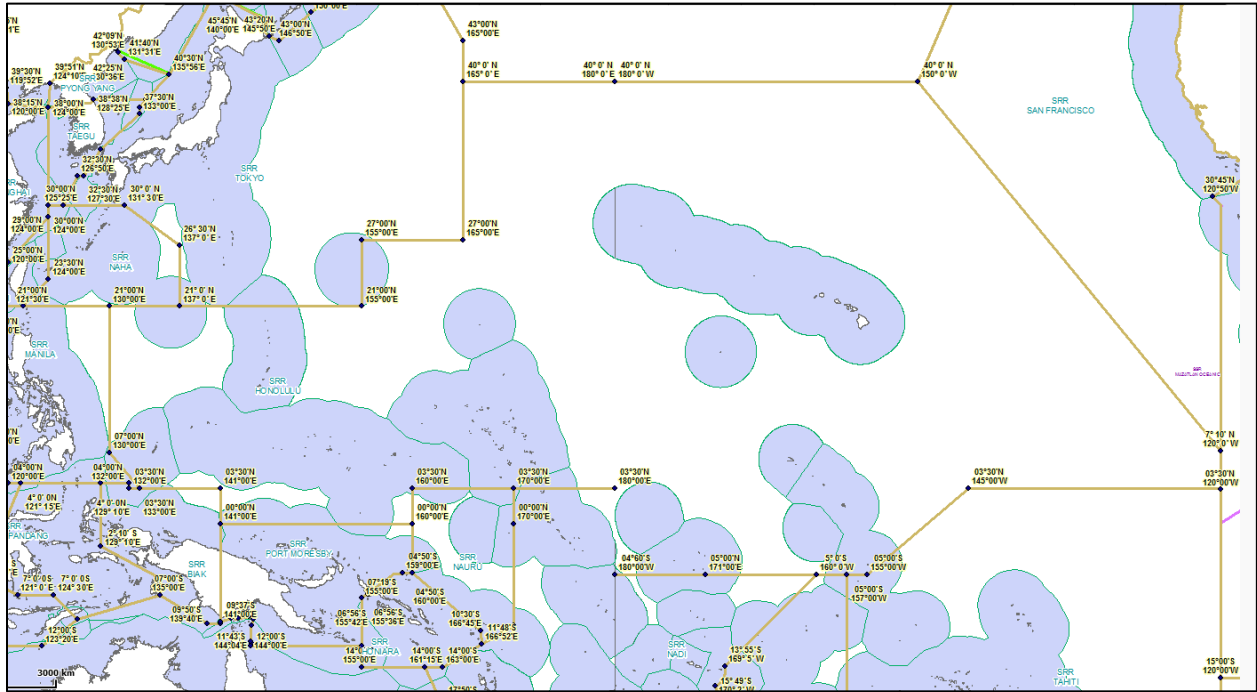 45°45'N
140°00'E
43°20'N
145°50'E
43°00'N
146°50'E
43°00'N
165°00'E
42°09'N
130°53'E
41°40'N
131°31'E
40°30'N
135°56'E
40° 0´ N
165° 0´ E
40° 0´ N
180° 0´ E
40° 0´ N
180° 0´ W
40° 0´ N
150° 0´ W
39°30'N
119°52'E
39°51'N
42°25'N
SRR
PYONG YANG
SRR
SAN FRANCISCO
38°15'N
120°00'E
38°00'N
124°00'E
38°38'N
128°25'E
37°30'N
133°00'E
SRR
TAEGU
32°30'N
126°50'E
SRR
TOKYO
30°45'N
120°50'W
30°00'N
125°25'E
32°30'N
127°30'E
30° 0´ N
131° 30´E
29°00'N
124°00'E
30°00'N
124°00'E
26° 30´N
137° 0´ E
27°00'N
155°00'E
27°00'N
165°00'E
25°00'N
120°00'E
23°30'N
124°00'E
SRR
NAHA
21°00'N
121°30'E
21°00'N
130°00'E
21° 0´ N
137° 0´ E
21°00'N
155°00'E
SRR
MANILA
SRR
HONOLULU
07°00'N
130°00'E
7° 10´ N
120° 0´ W
04°00'N
120°00'E
04°00'N
132°00'E
03°30'N
132°00'E
03°30'N
141°00'E
03°30'N
160°00'E
03°30'N
170°00'E
03°30'N
180°00'E
03°30'N
145°00'W
03°30'N
120°00'W
4° 0´ 0N
121° 15'E
4° 0´ 0N
129° 10'E
03°30'N
133°00'E
00°00'N
141°00'E
00°00'N
160°00'E
00°00'N
170°00'E
2° 10´ S
129° 10´E
SRR
PORT MORESBY
SRR
NAURU
SRR
BIAK
04°50'S
159°00'E
04°60'S
180°00'W
05°00'N
171°00'E
5° 0´S
160° 0´W
05°00'S
155°00'W
7° 0´ 0S
121° 0´ E
7° 0´ 0S
124° 30'E
07°00'S
135°00'E
07°19'S
155°00'E
04°50'S
160°00'E
05°00'S
157°00'W
09°50´S
139°40´E
09°37'S
141°00'E
06°56'S
155°42'E
06°56'S
155°36'E
10°30'S
166°45'E
11°48'S
166°52'E
12°00'S
123°20'E
11°43'S
144°04'E
12°00'S
144°00'E
SRR
HONIARA
155°00'E
14°00'S
161°15'E
14°00'S
163°00'E
SRR
NADI
13°55'S
169° 5´W
SRR
TAHITI
15°00'S
120°00'W
15° 49'S
17°50'S
3000 km